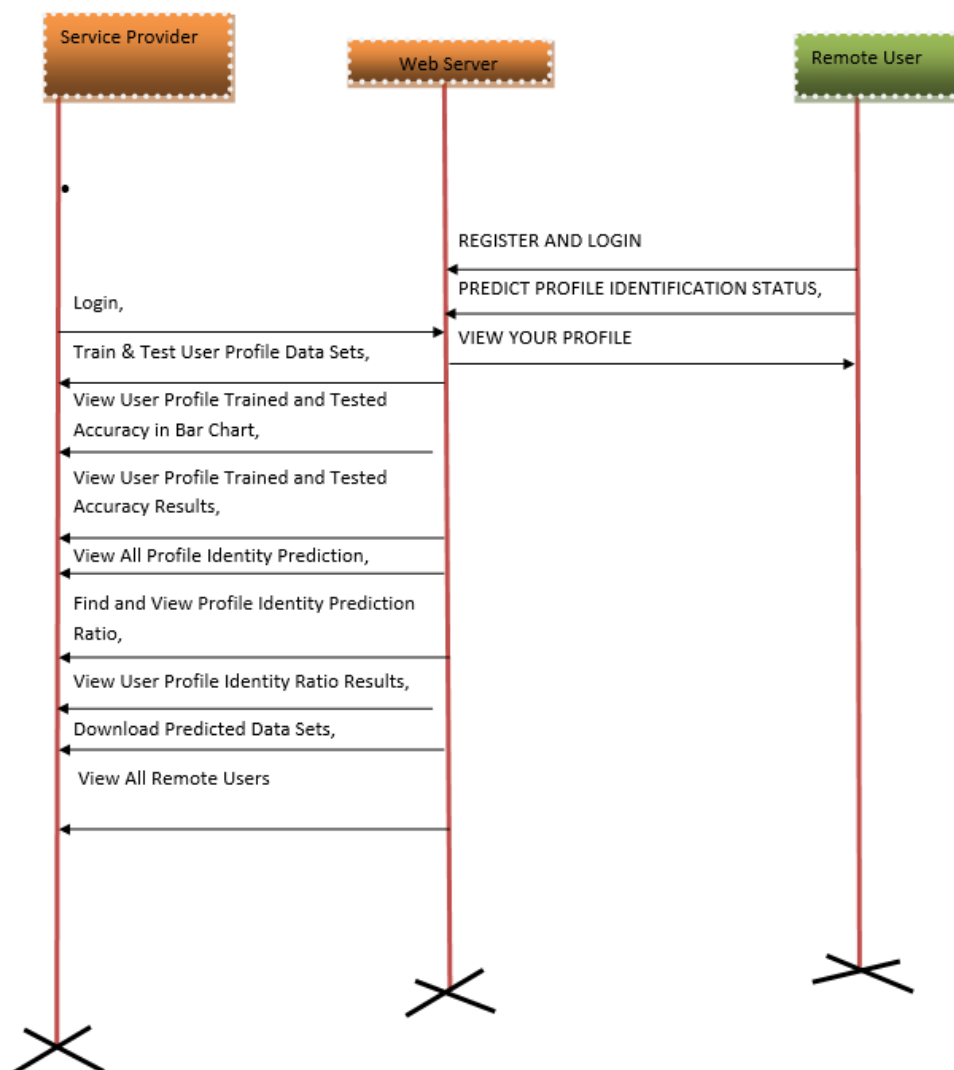 Service Provider
Web Server
Remote User
REGISTER AND LOGIN
PREDICT PROFILE IDENTIFICATION STATUS,
VIEW YOUR PROFILE
Login,
Train & Test User Profile Data Sets,
View User Profile Trained and Tested
Accuracy in Bar Chart,
View User Profile Trained and Tested
Accuracy Results,
View All Profile Identity Prediction,
Find and View Profile Identity Prediction
Ratio,
View User Profile Identity Ratio Results,
Download Predicted Data Sets,
View All Remote Users